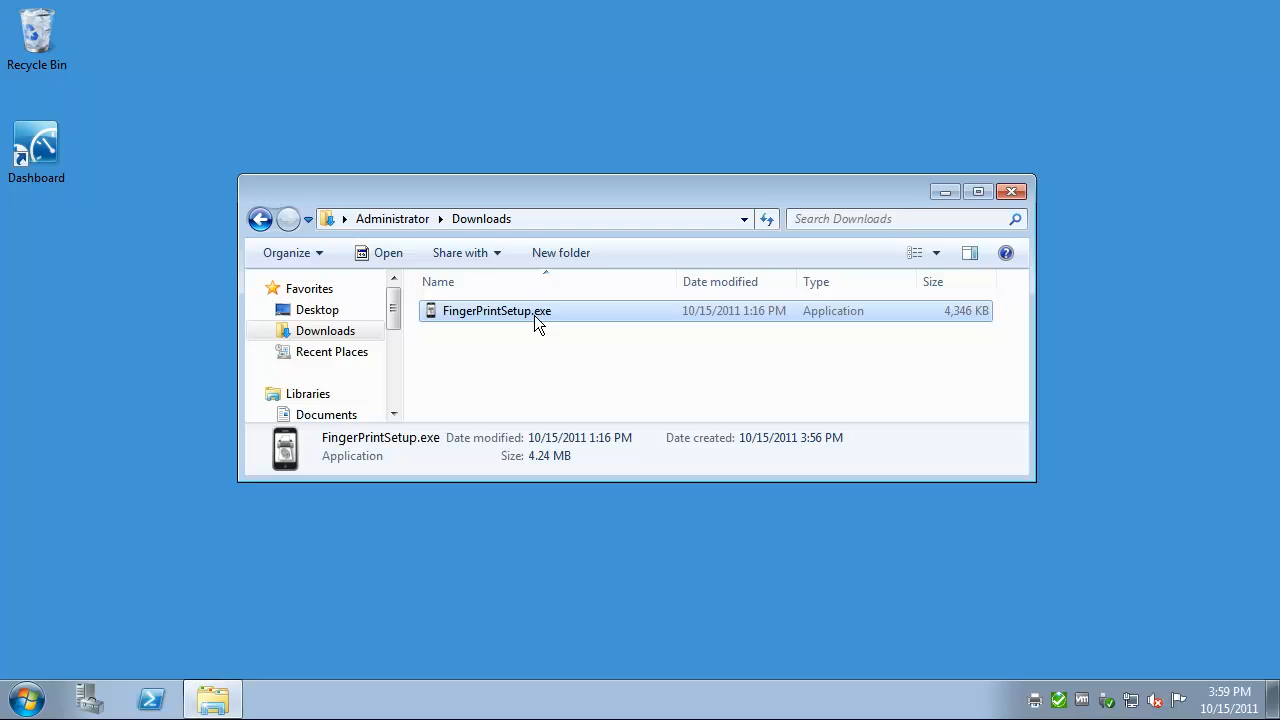 Recycle Bin
Dashboard
Administrator Downloads
Search Downloads
Organize Open Share with New folder
Name Date modified Type Size
Favorites
Desktop
Downloads
Recent Places
Libraries
Documents
FingerPrintSetup.exe 10/15/2011 1:16 PM Application 4,346 KB
FingerPrintSetup.exe Date modified: 10/15/2011 1:16 PM Date created: 10/15/2011 3:56 PM
Application Size: 4.24 MB
3:59 PM
10/15/2011